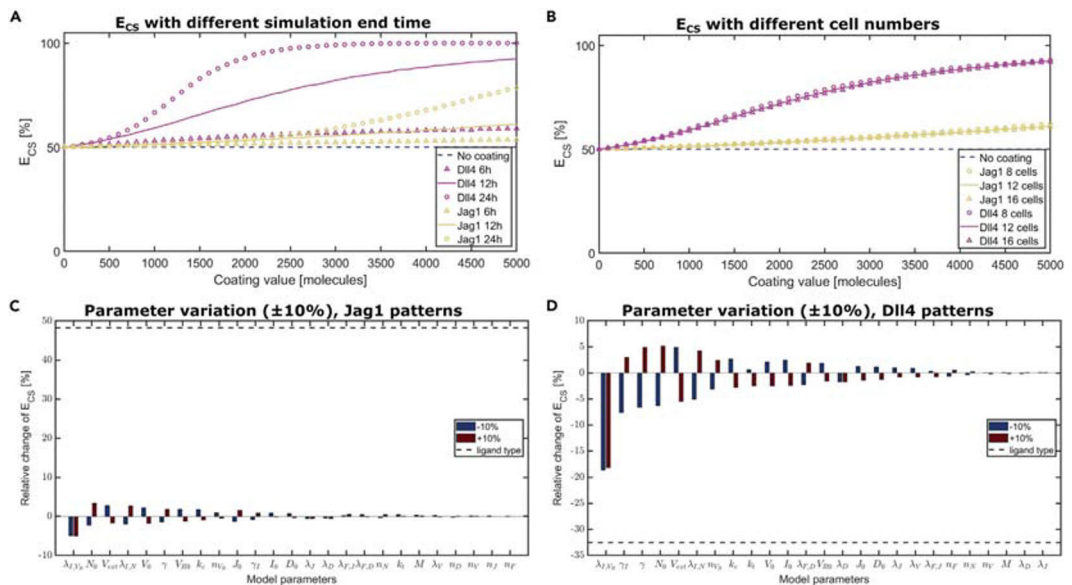 A
E_CS with different simulation end time
100
50
0
E_CS [%]
0 500 1000 1500 2000 2500 3000 3500 4000 4500 5000
Coating value [molecules]
No coating
Dll4 6h
Dll4 12h
Dll4 24h
Jag1 6h
Jag1 12h
Jag1 24h
B
E_CS with different cell numbers
100
50
0
E_CS [%]
0 500 1000 1500 2000 2500 3000 3500 4000 4500 5000
Coating value [molecules]
No coating
Jag1 8 cells
Jag1 12 cells
Jag1 16 cells
Dll4 8 cells
Dll4 12 cells
Dll4 16 cells
C
Parameter variation (±10%), Jag1 patterns
50
40
30
20
10
0
-10
Relative change of E_CS [%]
-10%
+10%
ligand type
Model parameters
D
Parameter variation (±10%), Dll4 patterns
10
5
0
-5
-10
-15
-20
-25
-30
-35
Relative change of E_CS [%]
-10%
+10%
ligand type
Model parameters